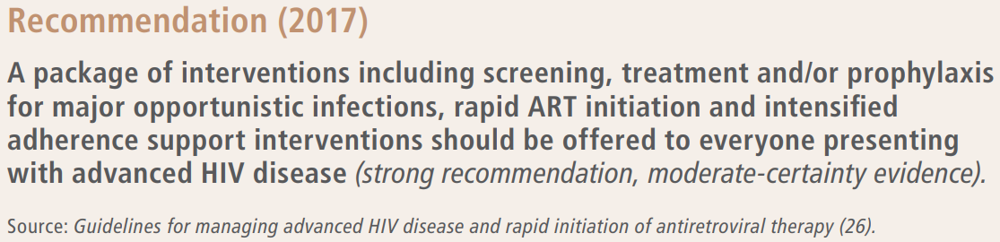 Recommendation (2017)
A package of interventions including screening, treatment and/or prophylaxis
for major opportunistic infections, rapid ART initiation and intensified
adherence support interventions should be offered to everyone presenting
with advanced HIV disease (strong recommendation, moderate-certainty evidence).
Source: Guidelines for managing advanced HIV disease and rapid initiation of antiretroviral therapy (26).